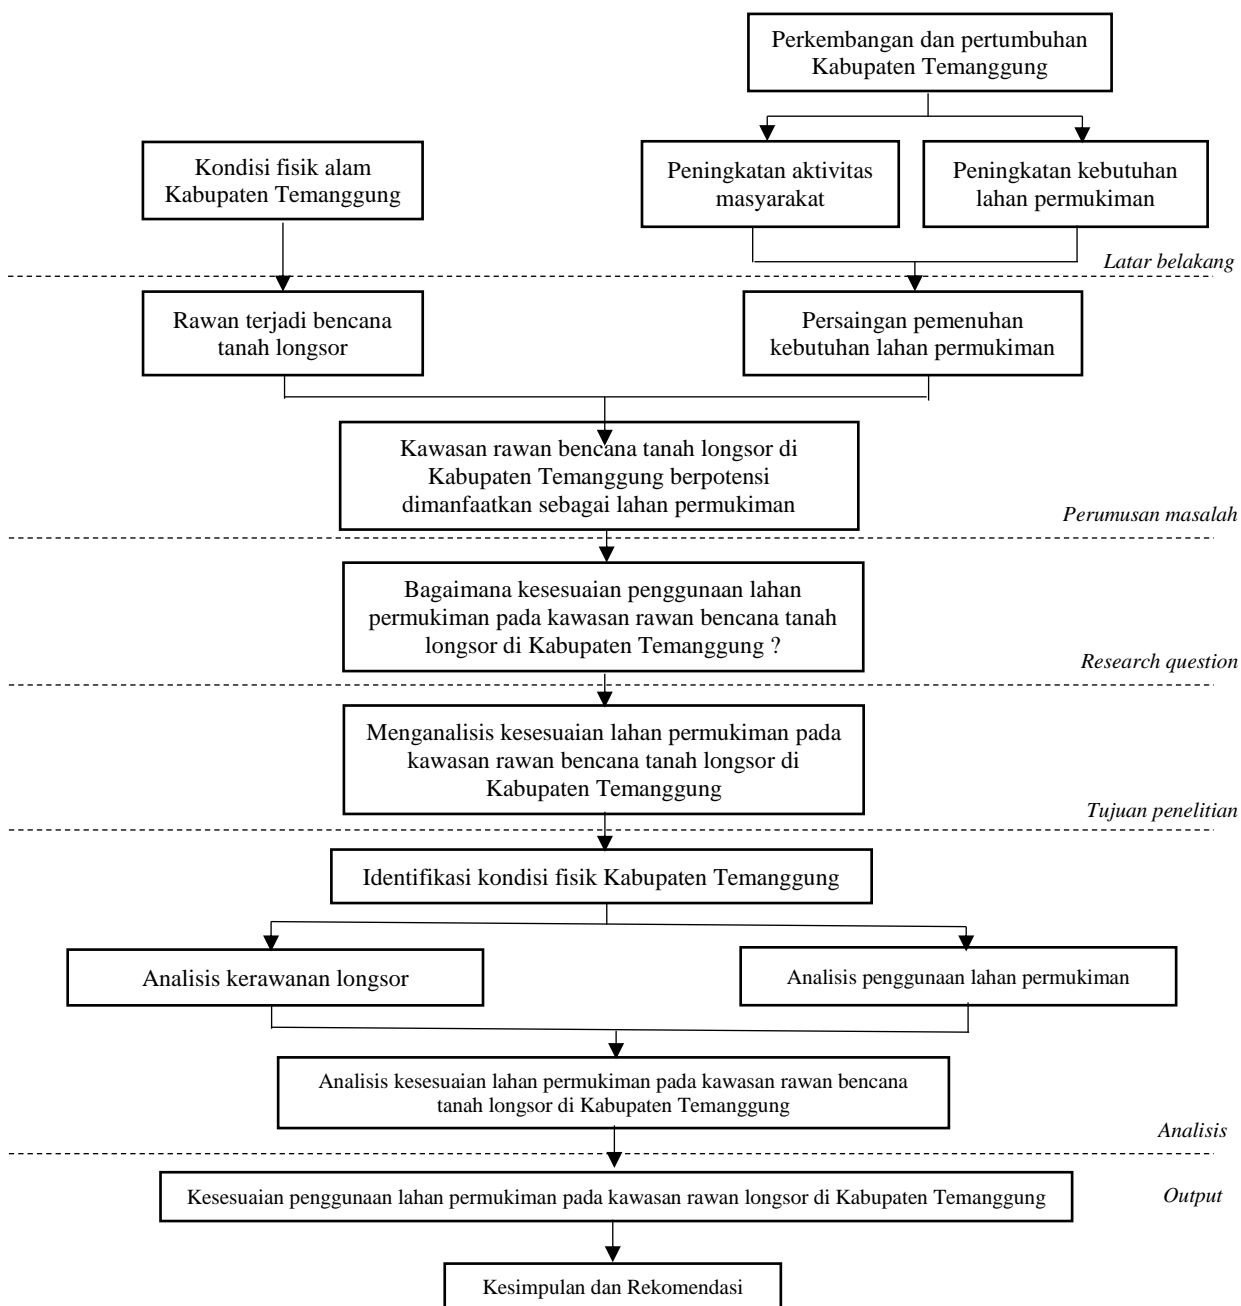 Perkembangan dan pertumbuhan
Kabupaten Temanggung
Kondisi fisik alam
Kabupaten Temanggung
Peningkatan aktivitas
masyarakat
Peningkatan kebutuhan
lahan permukiman
Latar belakang
Rawan terjadi bencana
tanah longsor
Persaingan pemenuhan
kebutuhan lahan permukiman
Kawasan rawan bencana tanah longsor di
Kabupaten Temanggung berpotensi
dimanfaatkan sebagai lahan permukiman
Perumusan masalah
Bagaimana kesesuaian penggunaan lahan
permukiman pada kawasan rawan bencana tanah
longsor di Kabupaten Temanggung ?
Research question
Menganalisis kesesuaian lahan permukiman pada
kawasan rawan bencana tanah longsor di
Kabupaten Temanggung
Tujuan penelitian
Identifikasi kondisi fisik Kabupaten Temanggung
Analisis kerawanan longsor
Analisis penggunaan lahan permukiman
Analisis kesesuaian lahan permukiman pada kawasan rawan bencana
tanah longsor di Kabupaten Temanggung
Analisis
Kesesuaian penggunaan lahan permukiman pada kawasan rawan longsor di Kabupaten Temanggung
Output
Kesimpulan dan Rekomendasi